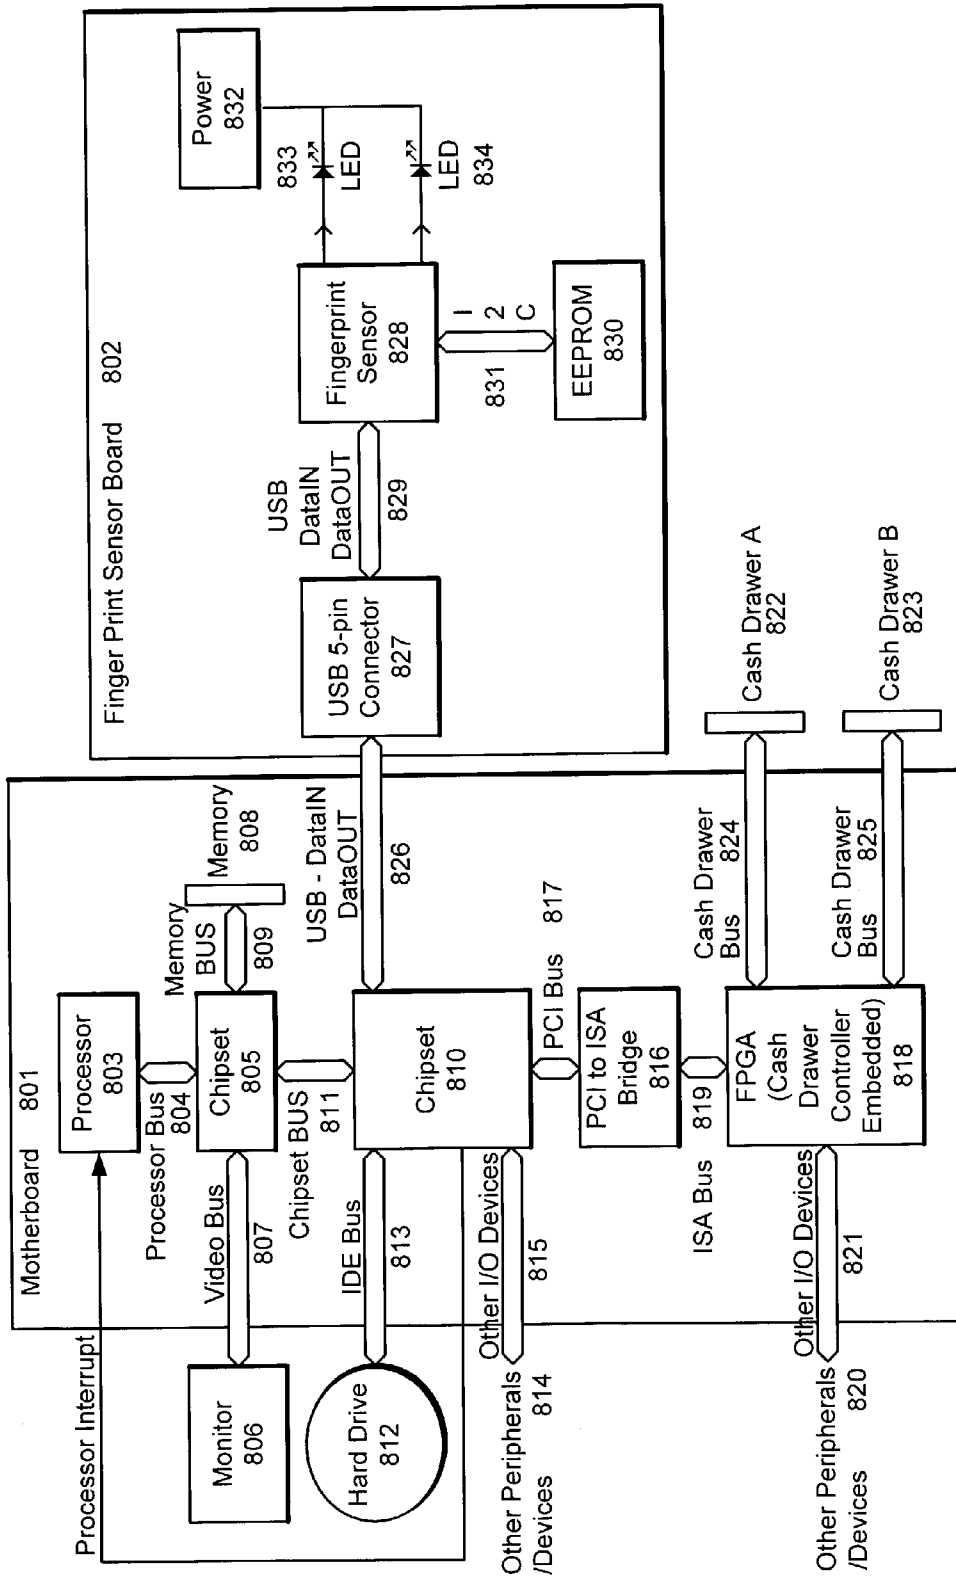 Processor Interrupt
Motherboard 801
Processor
803
Processor Bus
804
Memory
BUS
809
Memory
808
Chipset
805
Video Bus
807
Monitor
806
Chipset BUS
811
USB - DataIN
DataOUT
826
Chipset
810
IDE Bus
813
Hard Drive
812
Other I/O Devices
815
Other Peripherals
/Devices 814
PCI Bus 817
PCI to ISA
Bridge
816
ISA Bus 819
FPGA
(Cash
Drawer
Controller
Embedded)
818
Other I/O Devices
821
Other Peripherals
/Devices 820
Cash Drawer
Bus 824
Cash Drawer A
822
Cash Drawer
Bus 825
Cash Drawer B
823
Finger Print Sensor Board 802
USB 5-pin
Connector
827
USB
DataIN
DataOUT
829
Fingerprint
Sensor
828
Power
832
833
LED
LED
834
831
I
2
C
EEPROM
830